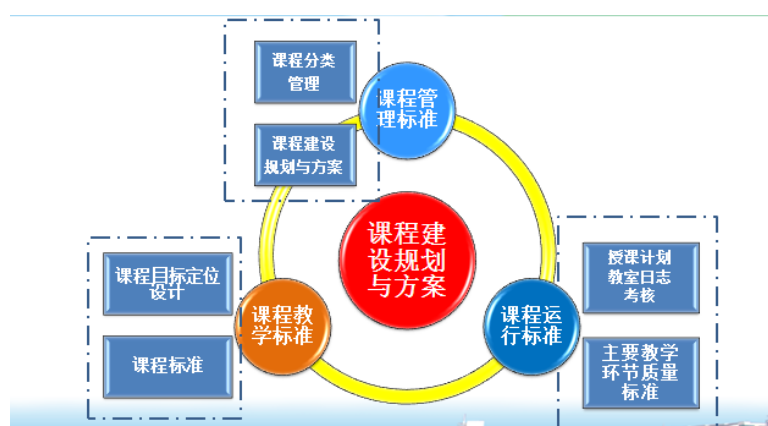 课程分类
管理
课程建设
规划与方案
课程管
理标准
课程建
设规划
与方案
课程目标定位
设计
课程标准
课程教
学标准
课程运
行标准
授课计划
教室日志
考核
主要教学
环节质量
标准